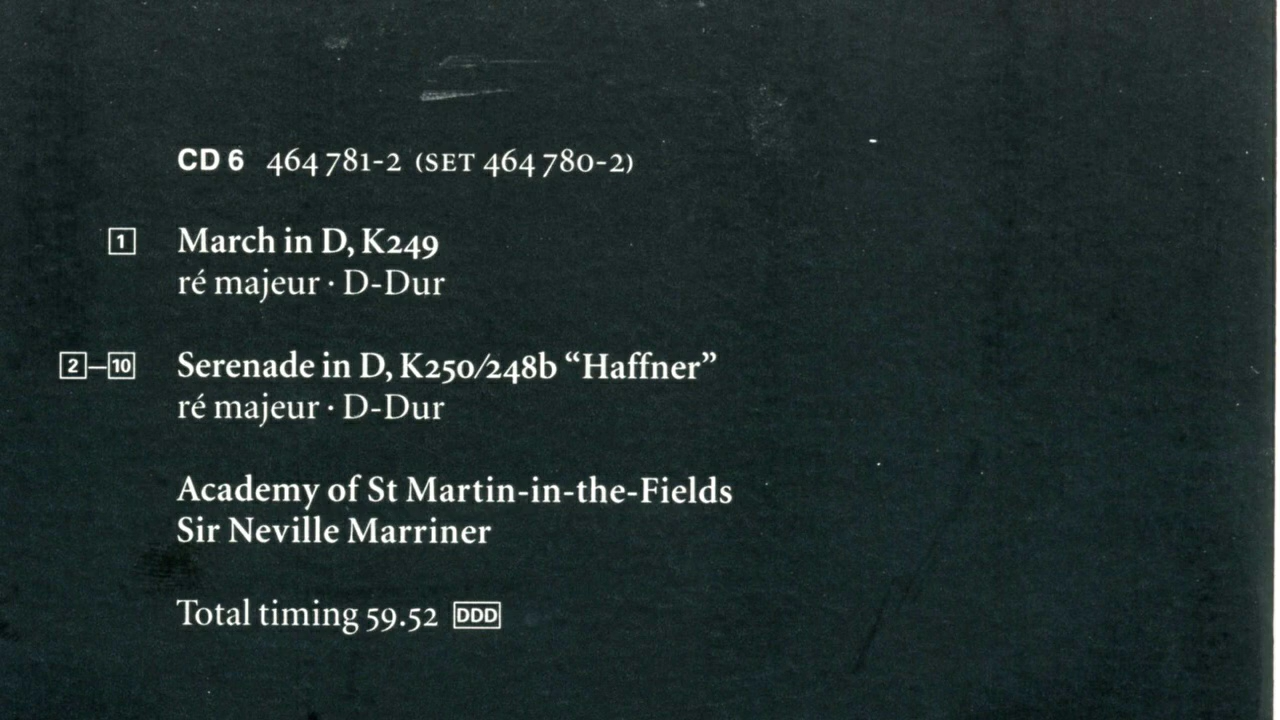 CD 6 464 781-2 (SET 464 780-2)
1 March in D, K249
ré majeur · D-Dur
2–10 Serenade in D, K250/248b “Haffner”
ré majeur · D-Dur
Academy of St Martin-in-the-Fields
Sir Neville Marriner
Total timing 59.52 DDD